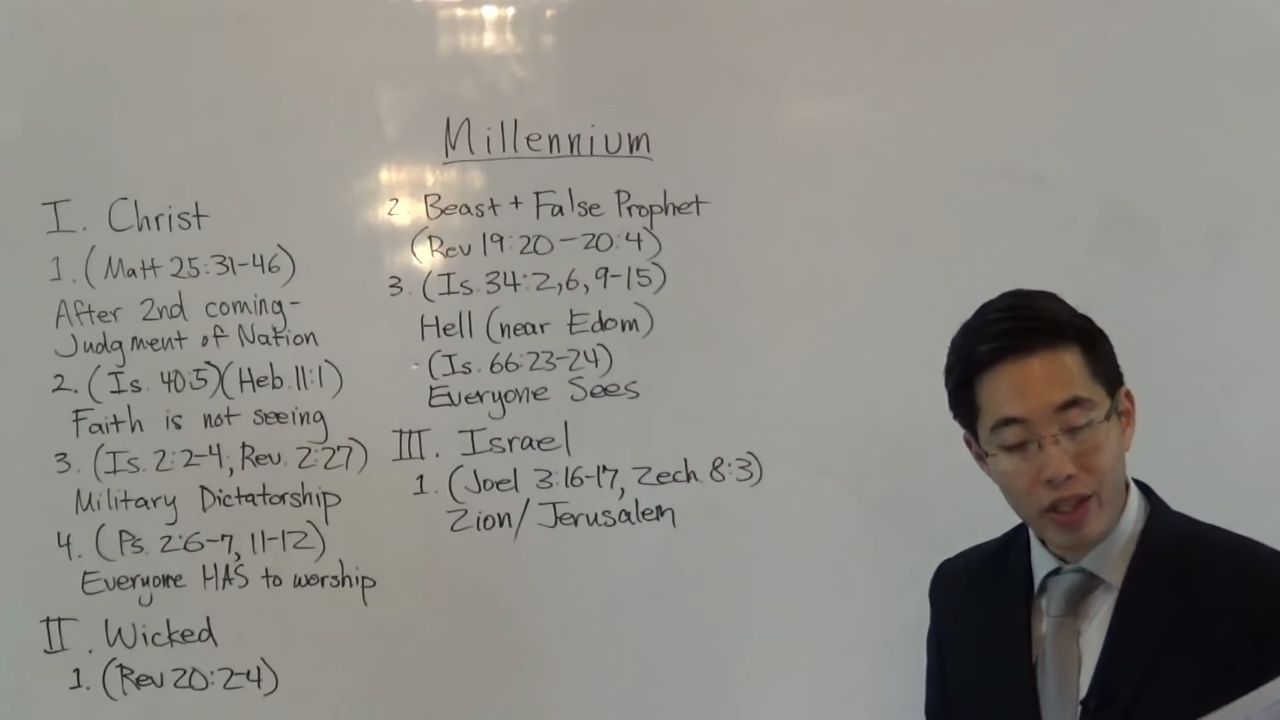 Millennium
I. Christ
1. (Matt 25:31-46)
After 2nd coming-
Judgment of Nation
2. (Is. 40:5)(Heb. 11:1)
Faith is not seeing
3. (Is. 2:2-4, Rev. 2:27)
Military Dictatorship
4. (Ps. 2:6-7, 11-12)
Everyone HAS to worship
II. Wicked
1. (Rev 20:2-4)
2. Beast + False Prophet
(Rev 19:20-20:4)
3. (Is. 34:2,6,9-15)
Hell (near Edom)
(Is. 66:23-24)
Everyone Sees
III. Israel
1. (Joel 3:16-17, Zech. 8:3)
Zion/Jerusalem